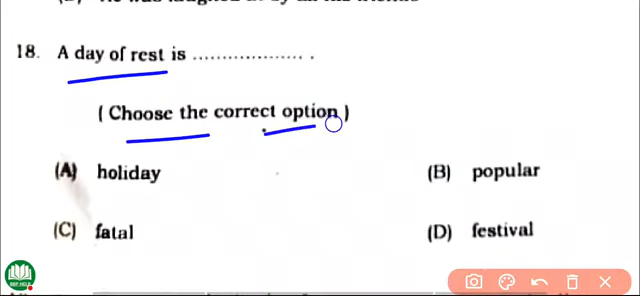 18. A day of rest is .................... .
( Choose the correct option )
(A) holiday (B) popular
(C) fatal (D) festival